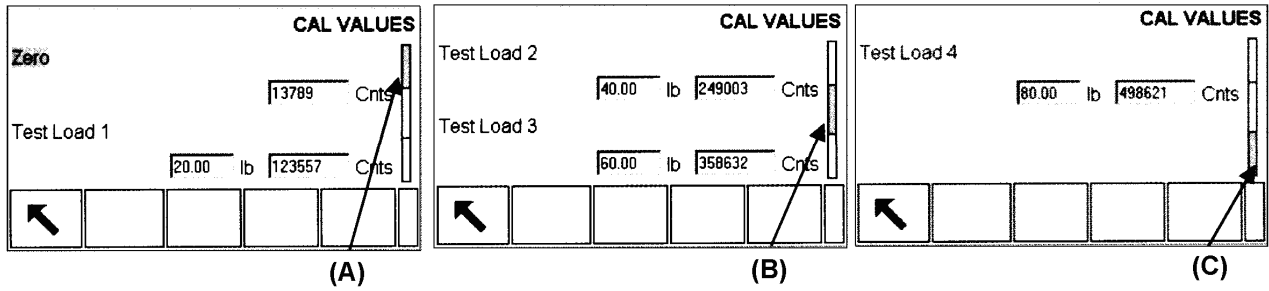 CAL VALUES
Zero
13789 Cnts
Test Load 1
20.00 lb 123557 Cnts
(A)
CAL VALUES
Test Load 2
40.00 lb 249003 Cnts
Test Load 3
60.00 lb 358632 Cnts
(B)
CAL VALUES
Test Load 4
80.00 lb 498621 Cnts
(C)